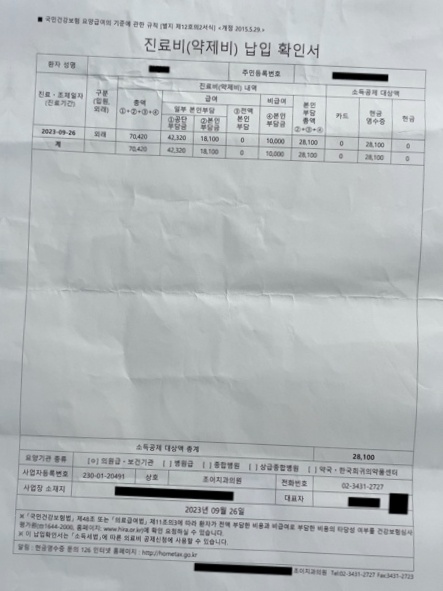 ■ 국민건강보험 요양급여의 기준에 관한 규칙 [별지 제12호의2서식] <개정 2015.5.29.>
진료비(약제비) 납입 확인서
환자 성명 주민등록번호
진료·조제일자 (진료기간) 구분 (입원, 외래) 진료비(약제비) 내역 소득공제 대상액
총액 ①+②+③+④ 급여 비급여 본인 부담 총액 ②+③+④ 카드 현금 영수증 현금
일부 본인부담 ③전액 본인 부담 ④본인 부담금
①공단 부담금 ②본인 부담금
2023-09-26 외래 70,420 42,320 18,100 0 10,000 28,100 0 28,100 0
계 70,420 42,320 18,100 0 10,000 28,100 0 28,100 0
소득공제 대상액 총계 28,100
요양기관 종류 [o] 의원급·보건기관 [ ] 병원급 [ ] 종합병원 [ ] 상급종합병원 [ ] 약국·한국희귀의약품센터
사업자등록번호 230-01-20491 상호 조이치과의원 전화번호 02-3431-2727
사업장 소재지 대표자
2023년 09월 26일
※「국민건강보험법」제48조 또는「의료급여법」제11조의3에 따라 환자가 전액 부담한 비용과 비급여로 부담한 비용의 타당성 여부를 건강보험심사
평가원(☏1644-2000, 홈페이지: www.hira.or.kr)에 확인 요청하실 수 있습니다.
※ 이 납입확인서는「소득세법」에 따른 의료비 공제신청에 사용할 수 있습니다.
알림 : 현금영수증 문의 126 인터넷 홈페이지 : http://hometax.go.kr
조이치과의원 Tel:02-3431-2727 Fax:3431-2723